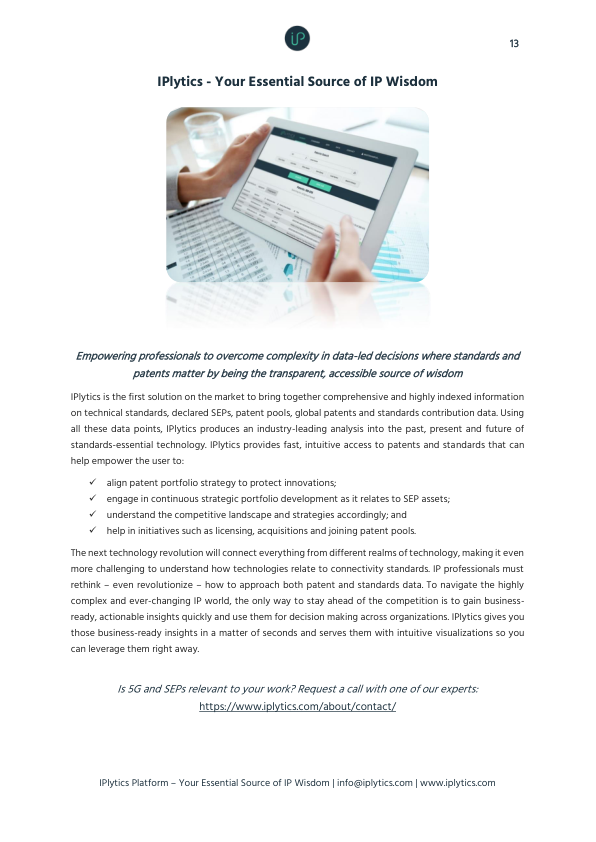 iP
13
IPlytics - Your Essential Source of IP Wisdom
Empowering professionals to overcome complexity in data-led decisions where standards and
patents matter by being the transparent, accessible source of wisdom
IPlytics is the first solution on the market to bring together comprehensive and highly indexed information
on technical standards, declared SEPs, patent pools, global patents and standards contribution data. Using
all these data points, IPlytics produces an industry-leading analysis into the past, present and future of
standards-essential technology. IPlytics provides fast, intuitive access to patents and standards that can
help empower the user to:
✓ align patent portfolio strategy to protect innovations;
✓ engage in continuous strategic portfolio development as it relates to SEP assets;
✓ understand the competitive landscape and strategies accordingly; and
✓ help in initiatives such as licensing, acquisitions and joining patent pools.
The next technology revolution will connect everything from different realms of technology, making it even
more challenging to understand how technologies relate to connectivity standards. IP professionals must
rethink – even revolutionize – how to approach both patent and standards data. To navigate the highly
complex and ever-changing IP world, the only way to stay ahead of the competition is to gain business-
ready, actionable insights quickly and use them for decision making across organizations. IPlytics gives you
those business-ready insights in a matter of seconds and serves them with intuitive visualizations so you
can leverage them right away.
Is 5G and SEPs relevant to your work? Request a call with one of our experts:
https://www.iplytics.com/about/contact/
IPlytics Platform – Your Essential Source of IP Wisdom | info@iplytics.com | www.iplytics.com